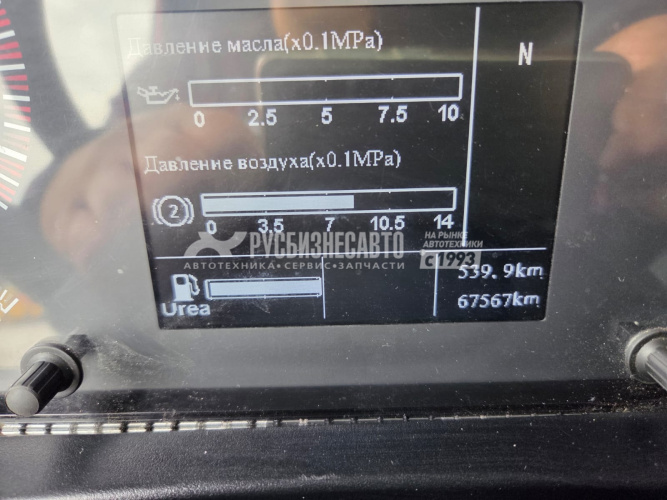 Давление масла(x0.1MPa)
N
0 2.5 5 7.5 10
Давление воздуха(x0.1MPa)
2
0 3.5 7 10.5 14
РУСБИЗНЕСАВТО
НА РЫНКЕ
АВТОТЕХНИКИ
с 1993
АВТОТЕХНИКА•СЕРВИС•ЗАПЧАСТИ
539.9km
67567km
Urea
E